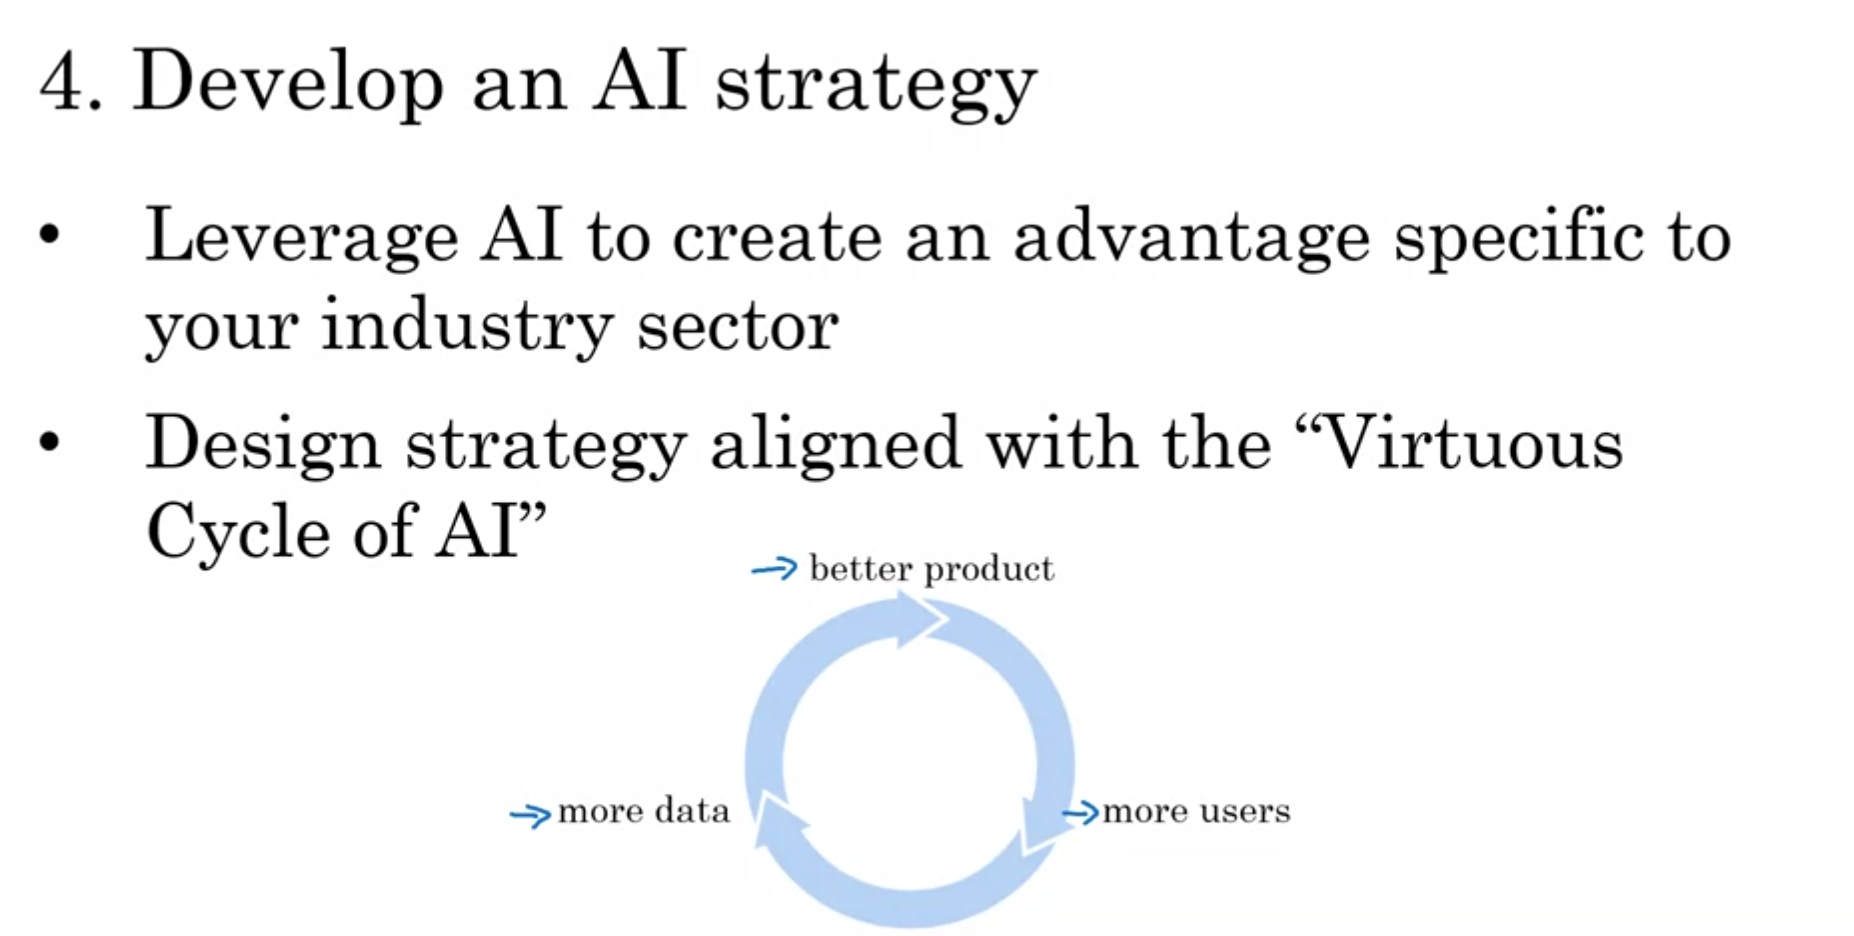 4. Develop an AI strategy
• Leverage AI to create an advantage specific to
your industry sector
• Design strategy aligned with the “Virtuous
Cycle of AI”
better product
more data
more users